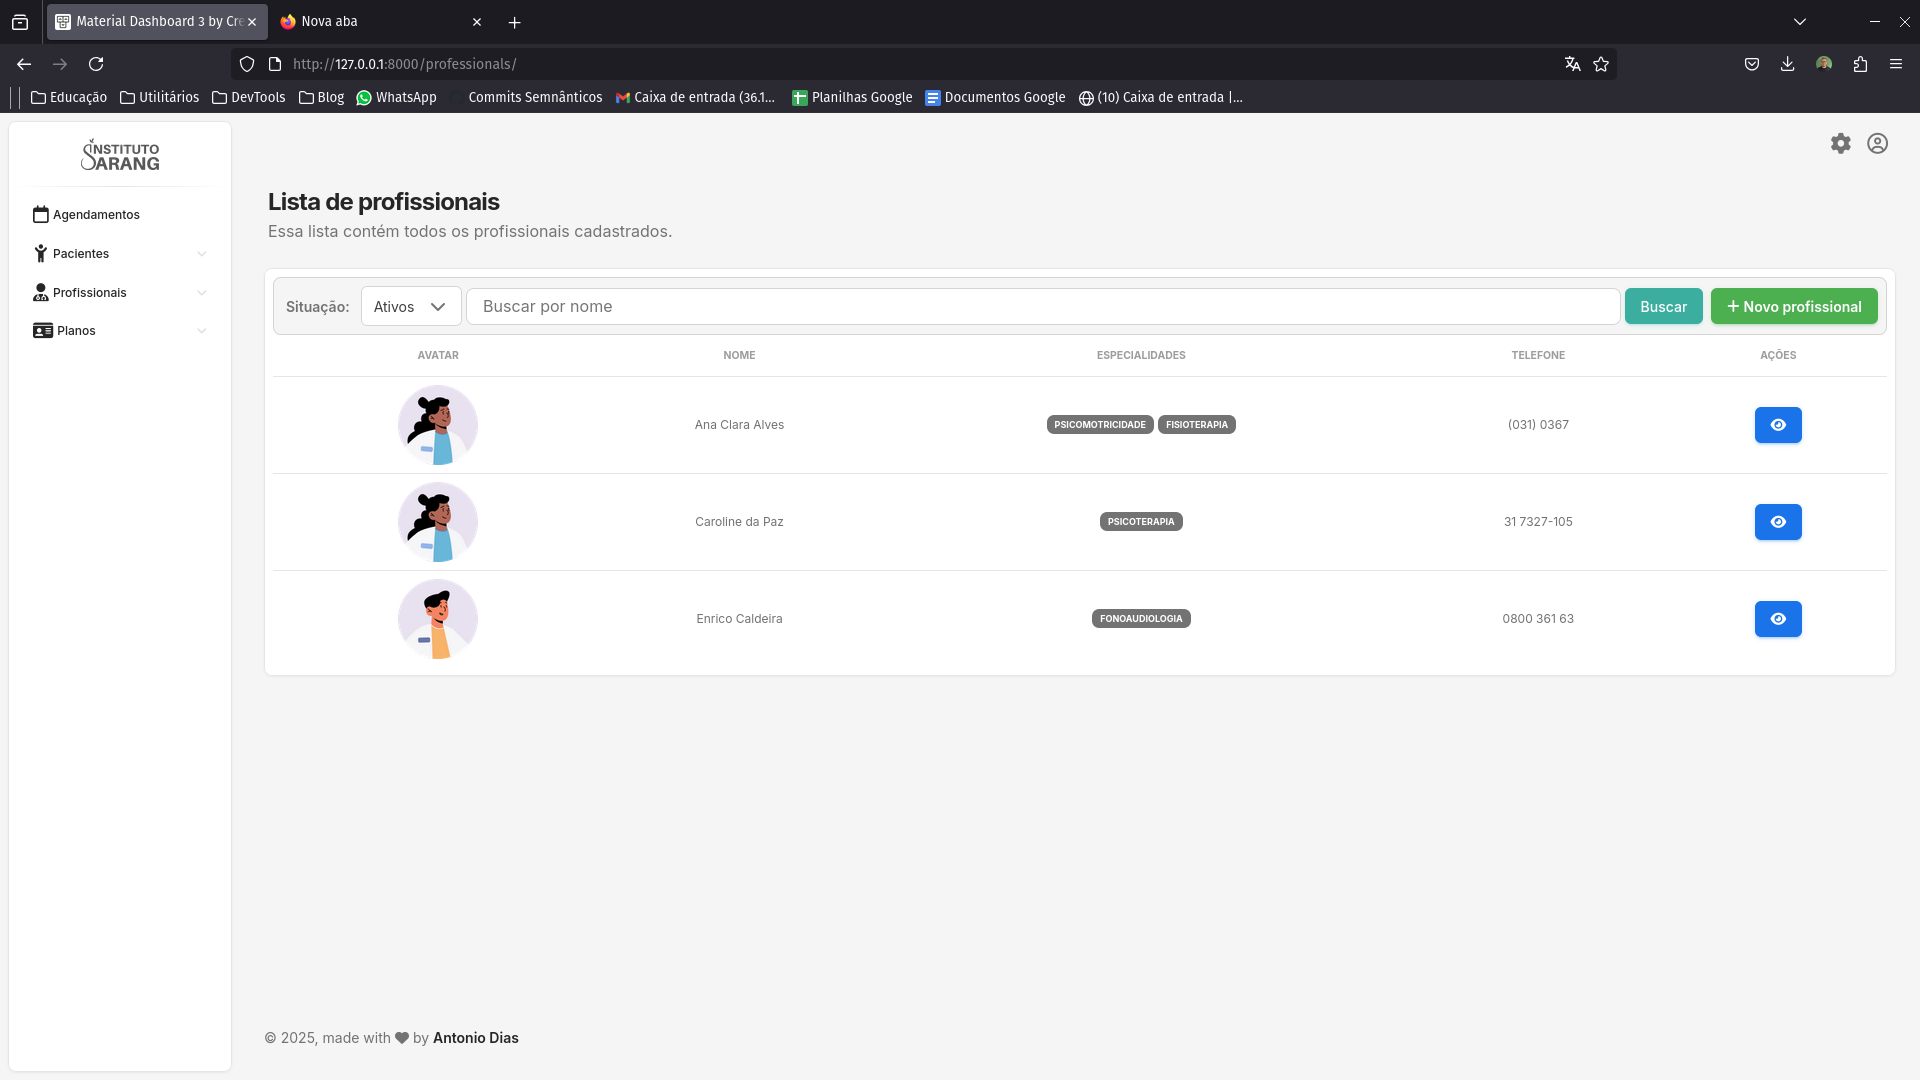 Material Dashboard 3 by Cre
Nova aba
http://127.0.0.1:8000/professionals/
Educação
Utilitários
DevTools
Blog
WhatsApp
Commits Semnânticos
Caixa de entrada (36.1...
Planilhas Google
Documentos Google
(10) Caixa de entrada |...
INSTITUTO
SARANG
Agendamentos
Pacientes
Profissionais
Planos
Lista de profissionais
Essa lista contém todos os profissionais cadastrados.
Situação:
Ativos
Buscar por nome
Buscar
+ Novo profissional
AVATAR NOME ESPECIALIDADES TELEFONE AÇÕES
Ana Clara Alves PSICOMOTRICIDADE FISIOTERAPIA (031) 0367
Caroline da Paz PSICOTERAPIA 31 7327-105
Enrico Caldeira FONOAUDIOLOGIA 0800 361 63
© 2025, made with ♥ by Antonio Dias